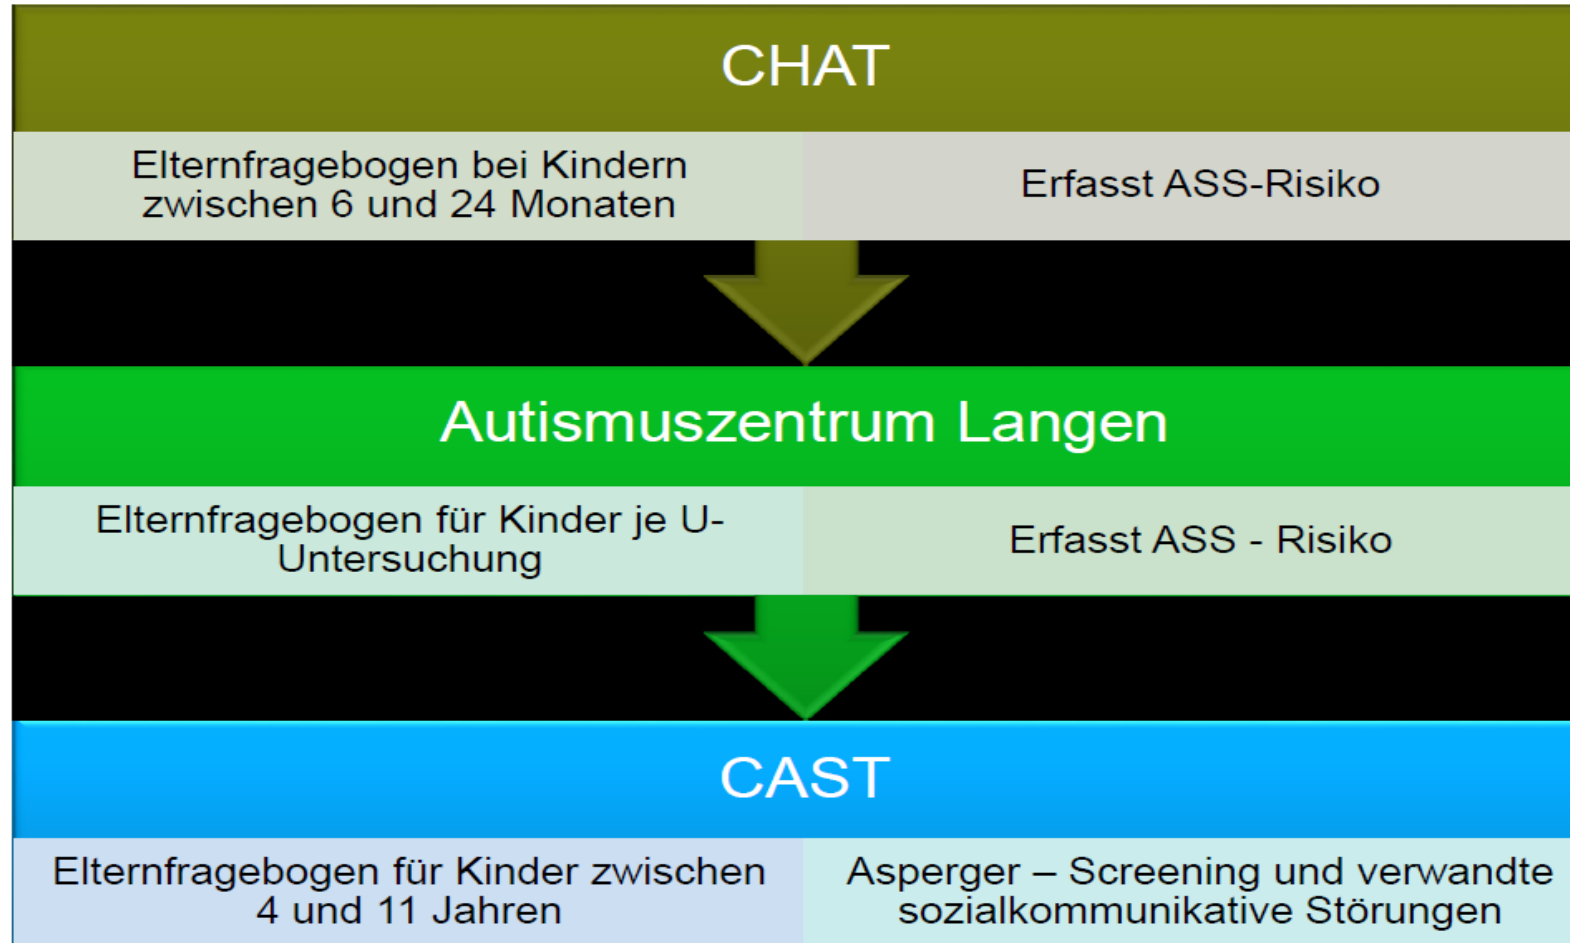 CHAT
Elternfragebogen bei Kindern
zwischen 6 und 24 Monaten
Erfasst ASS-Risiko
Autismuszentrum Langen
Elternfragebogen für Kinder je U-
Untersuchung
Erfasst ASS - Risiko
CAST
Elternfragebogen für Kinder zwischen
4 und 11 Jahren
Asperger – Screening und verwandte
sozialkommunikative Störungen